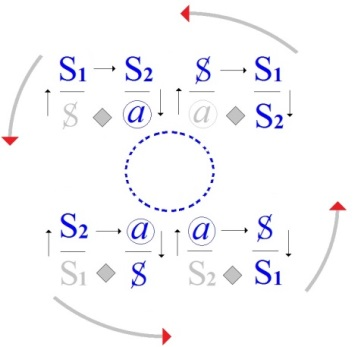 S1 → S2 $ → S1
$ ◆ a a ◆ S2
S2 → a a → $
S1 ◆ $ S2 ◆ S1